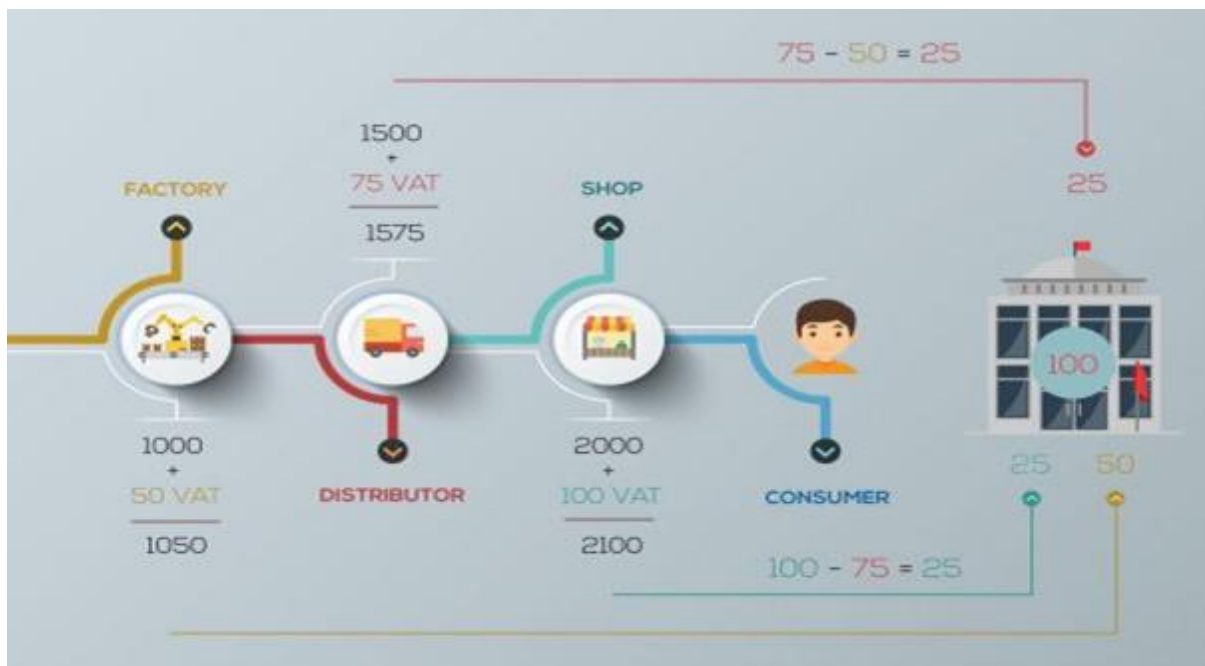 75 - 50 = 25
1500
+
75 VAT
1575
FACTORY
SHOP
25
100
1000
+
50 VAT
1050
DISTRIBUTOR
2000
+
100 VAT
2100
CONSUMER
25 50
100 - 75 = 25